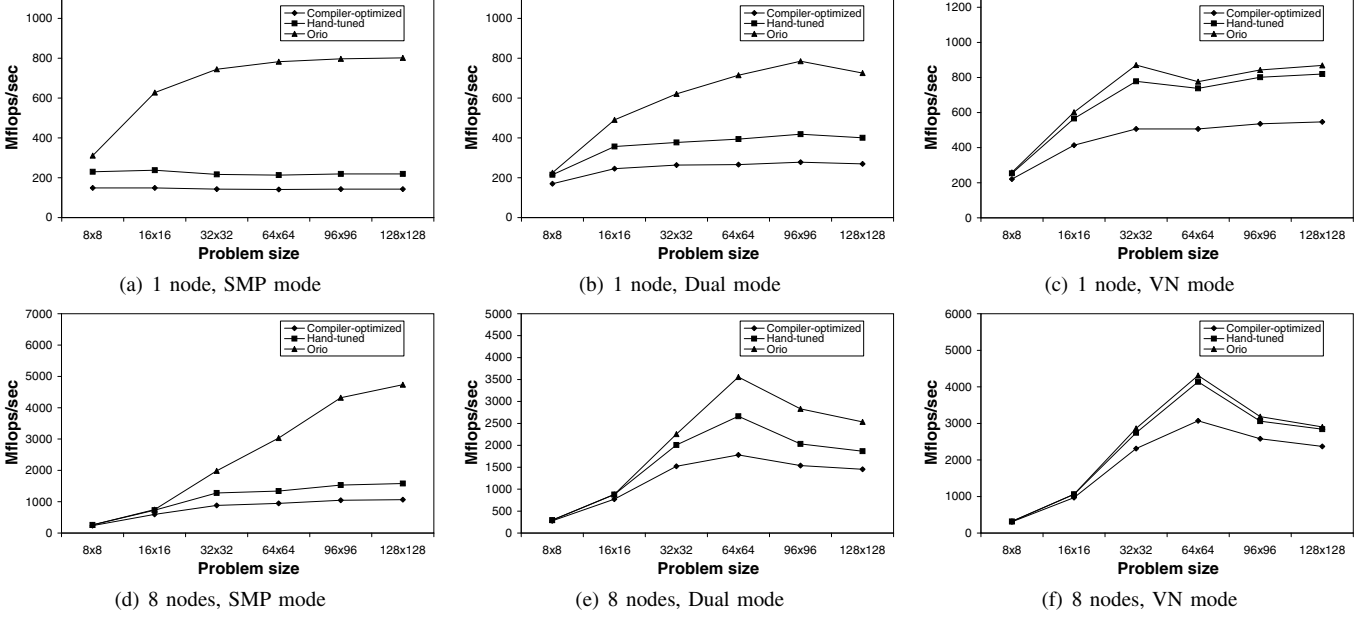 1000
800
600
400
200
0
Mflops/sec
Compiler-optimized
Hand-tuned
Orio
8x8 16x16 32x32 64x64 96x96 128x128
Problem size
(a) 1 node, SMP mode
1000
800
600
400
200
0
Mflops/sec
Compiler-optimized
Hand-tuned
Orio
8x8 16x16 32x32 64x64 96x96 128x128
Problem size
(b) 1 node, Dual mode
1200
1000
800
600
400
200
0
Mflops/sec
Compiler-optimized
Hand-tuned
Orio
8x8 16x16 32x32 64x64 96x96 128x128
Problem size
(c) 1 node, VN mode
7000
6000
5000
4000
3000
2000
1000
0
Mflops/sec
Compiler-optimized
Hand-tuned
Orio
8x8 16x16 32x32 64x64 96x96 128x128
Problem size
(d) 8 nodes, SMP mode
5000
4500
4000
3500
3000
2500
2000
1500
1000
500
0
Mflops/sec
Compiler-optimized
Hand-tuned
Orio
8x8 16x16 32x32 64x64 96x96 128x128
Problem size
(e) 8 nodes, Dual mode
6000
5000
4000
3000
2000
1000
0
Mflops/sec
Compiler-optimized
Hand-tuned
Orio
8x8 16x16 32x32 64x64 96x96 128x128
Problem size
(f) 8 nodes, VN mode